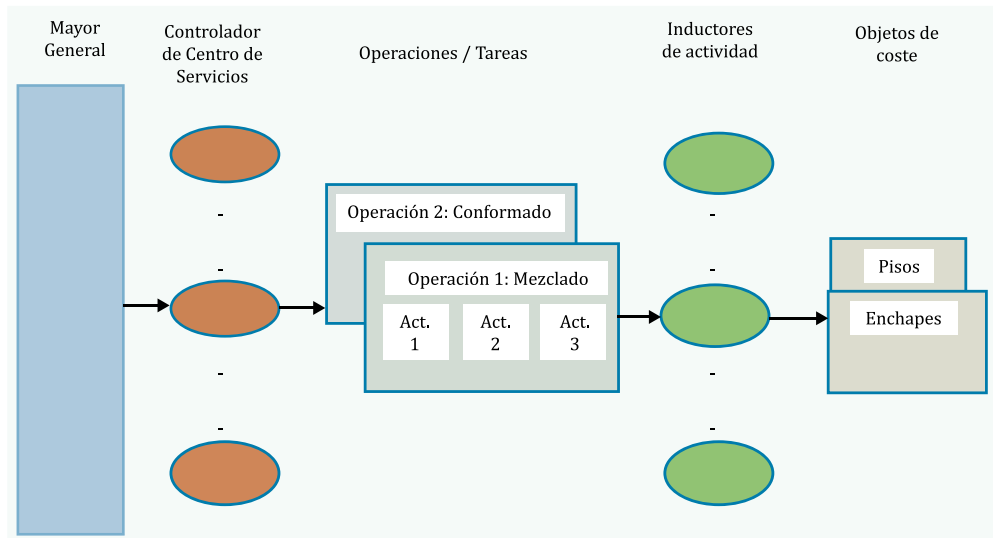 Mayor
General
Controlador
de Centro de
Servicios
Operaciones / Tareas
Inductores
de actividad
Objetos de
coste
Operación 2: Conformado
Operación 1: Mezclado
Act.
1
Act.
2
Act.
3
Pisos
Enchapes